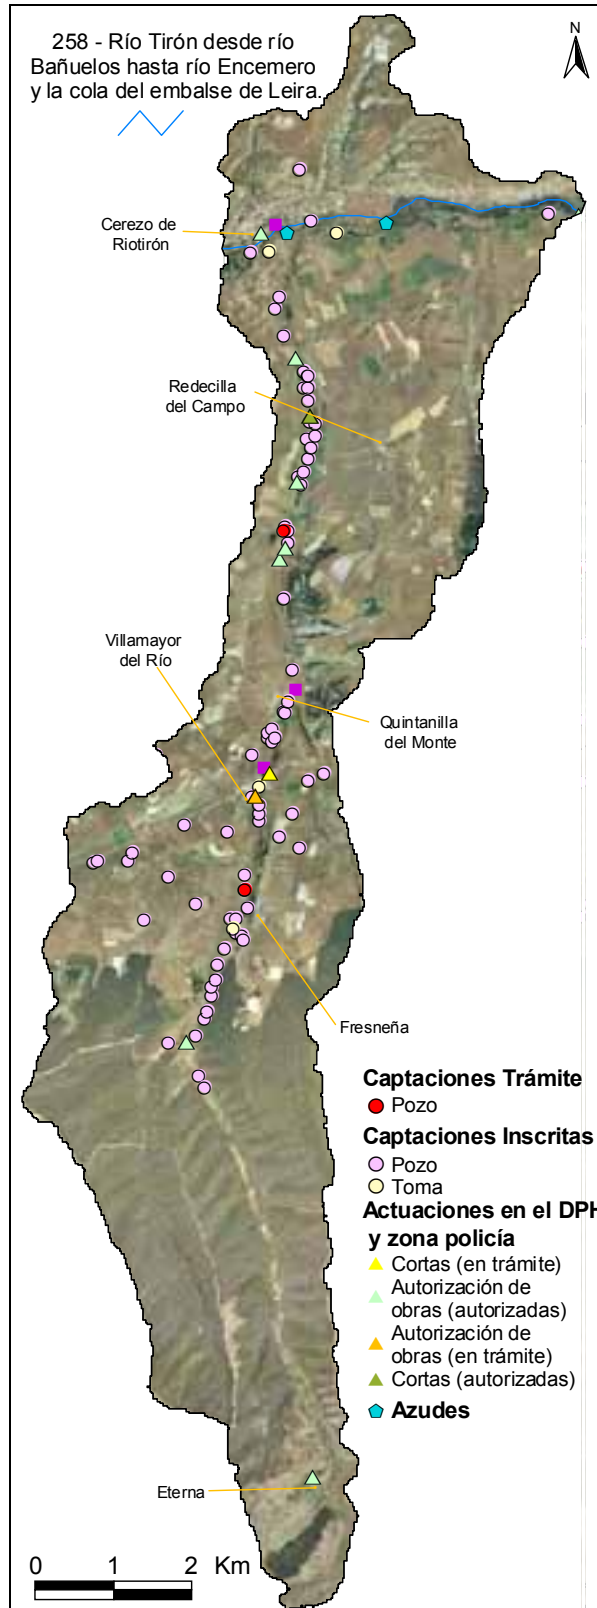 258 - Río Tirón desde río
Bañuelos hasta río Encemero
y la cola del embalse de Leira.
N
Cerezo de
Riotirón
Redecilla
del Campo
Villamayor
del Río
Quintanilla
del Monte
Fresneña
Captaciones Trámite
Pozo
Captaciones Inscritas
Pozo
Toma
Actuaciones en el DPH
y zona policía
Cortas (en trámite)
Autorización de
obras (autorizadas)
Autorización de
obras (en trámite)
Cortas (autorizadas)
Azudes
Eterna
0 1 2 Km